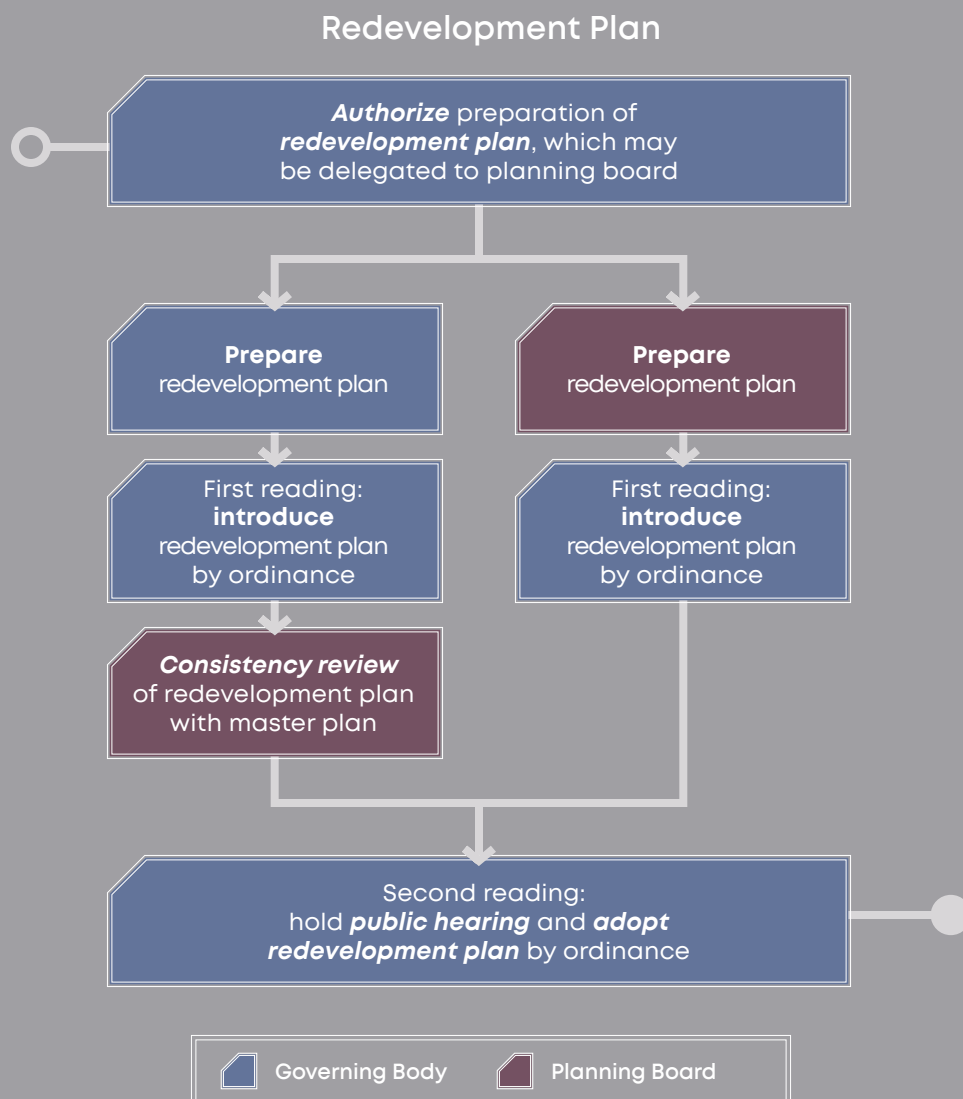 Redevelopment Plan
Authorize preparation of
redevelopment plan, which may
be delegated to planning board
Prepare
redevelopment plan
Prepare
redevelopment plan
First reading:
introduce
redevelopment plan
by ordinance
First reading:
introduce
redevelopment plan
by ordinance
Consistency review
of redevelopment plan
with master plan
Second reading:
hold public hearing and adopt
redevelopment plan by ordinance
Governing Body
Planning Board